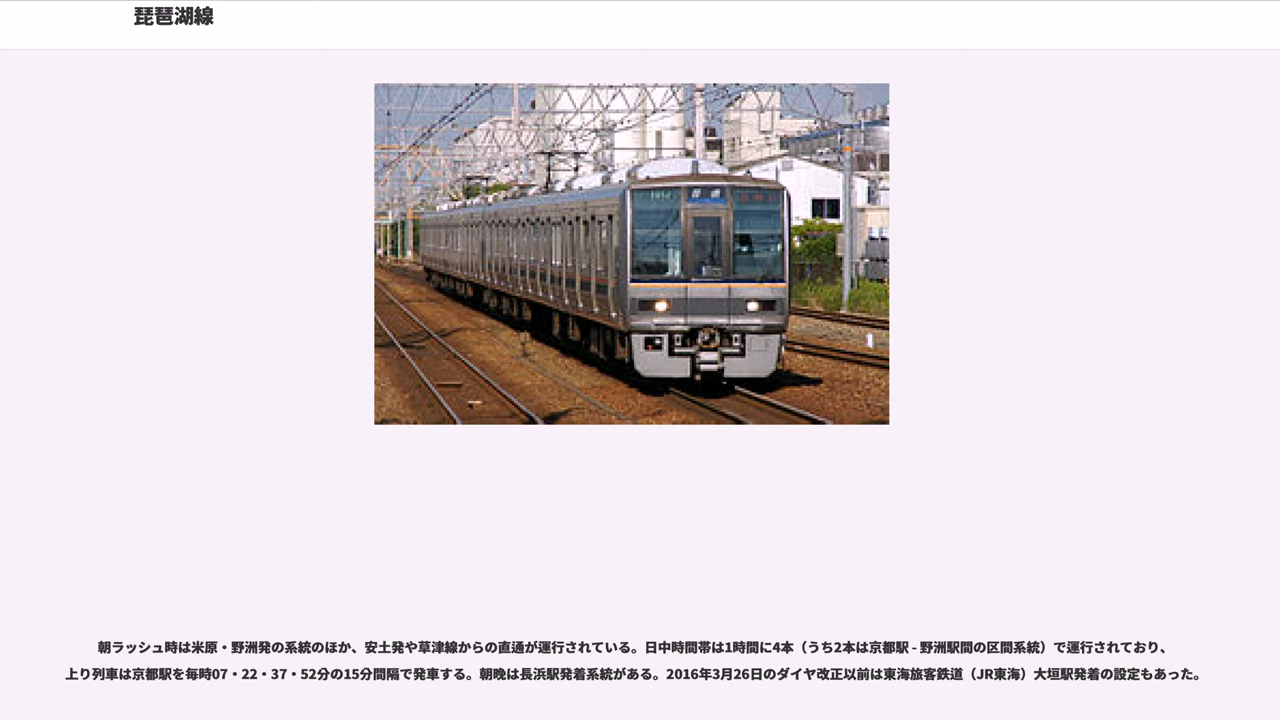 琵琶湖線
朝ラッシュ時は米原・野洲発の系統のほか、安土発や草津線からの直通が運行されている。日中時間帯は1時間に4本（うち2本は京都駅 - 野洲駅間の区間系統）で運行されており、
上り列車は京都駅を毎時07・22・37・52分の15分間隔で発車する。朝晩は長浜駅発着系統がある。2016年3月26日のダイヤ改正以前は東海旅客鉄道（JR東海）大垣駅発着の設定もあった。